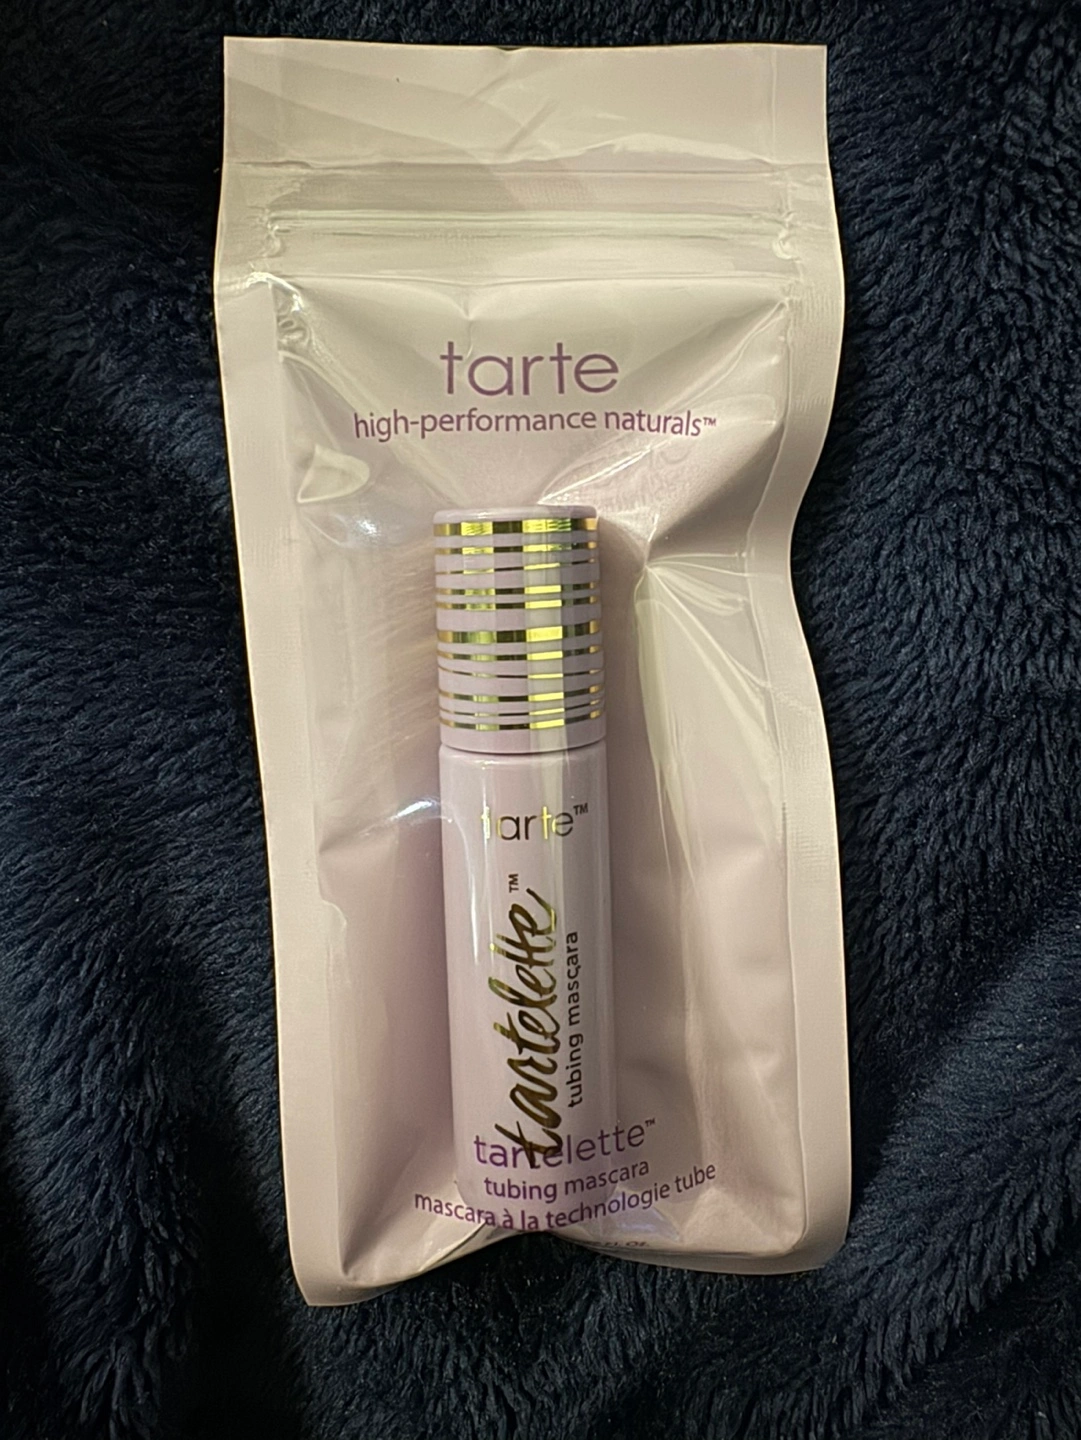 tarte
high-performance naturals™
tarte™
tartelette™
tubing mascara
tartelette™
tubing mascara
mascara à la technologie tube